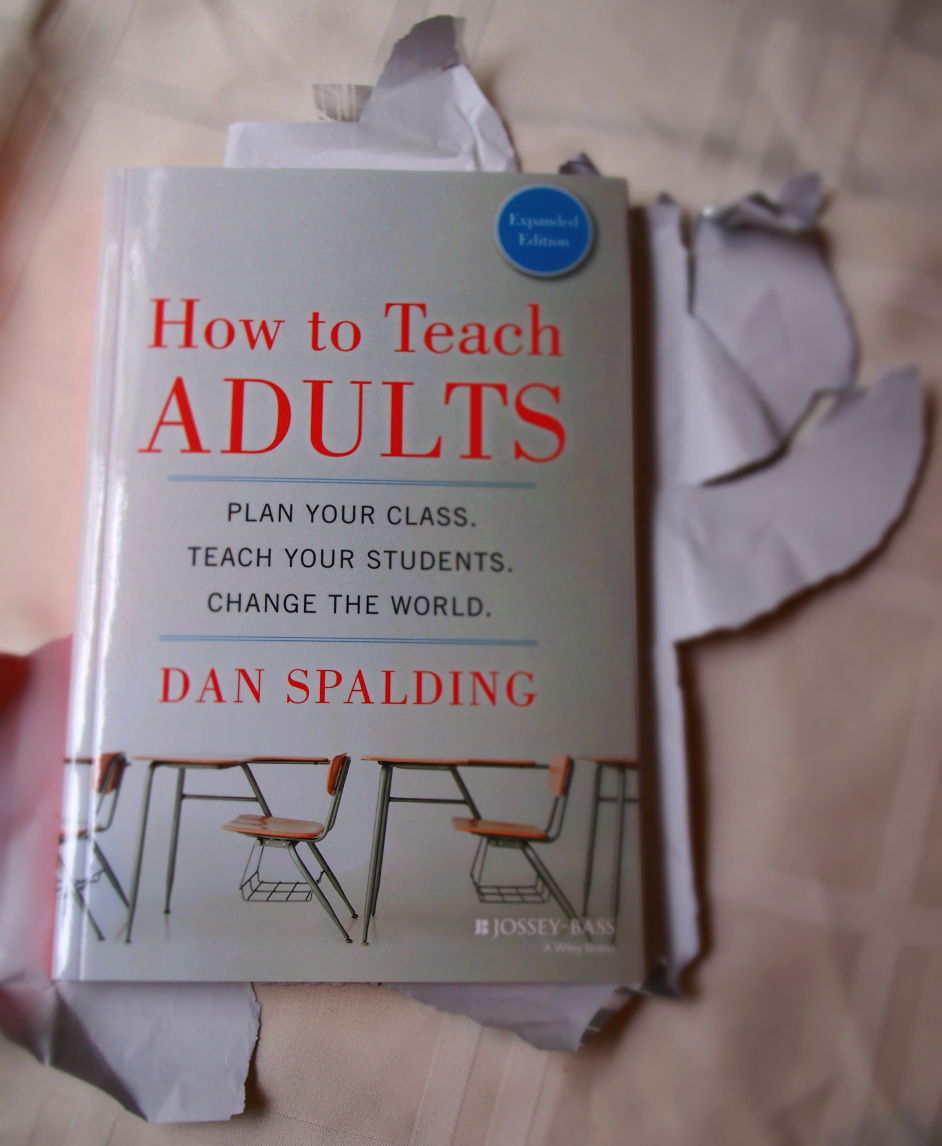 Expanded
Edition
How to Teach
ADULTS
PLAN YOUR CLASS.
TEACH YOUR STUDENTS.
CHANGE THE WORLD.
DAN SPALDING
JB JOSSEY-BASS
A Wiley Brand